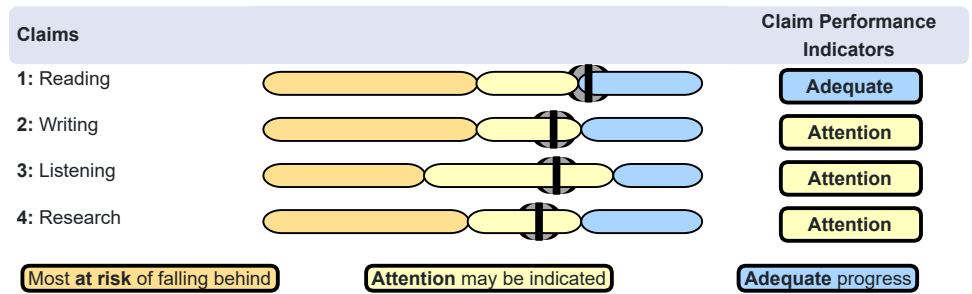 Claims
Claim Performance
Indicators
1: Reading
Adequate
2: Writing
Attention
3: Listening
Attention
4: Research
Attention
Most at risk of falling behind
Attention may be indicated
Adequate progress